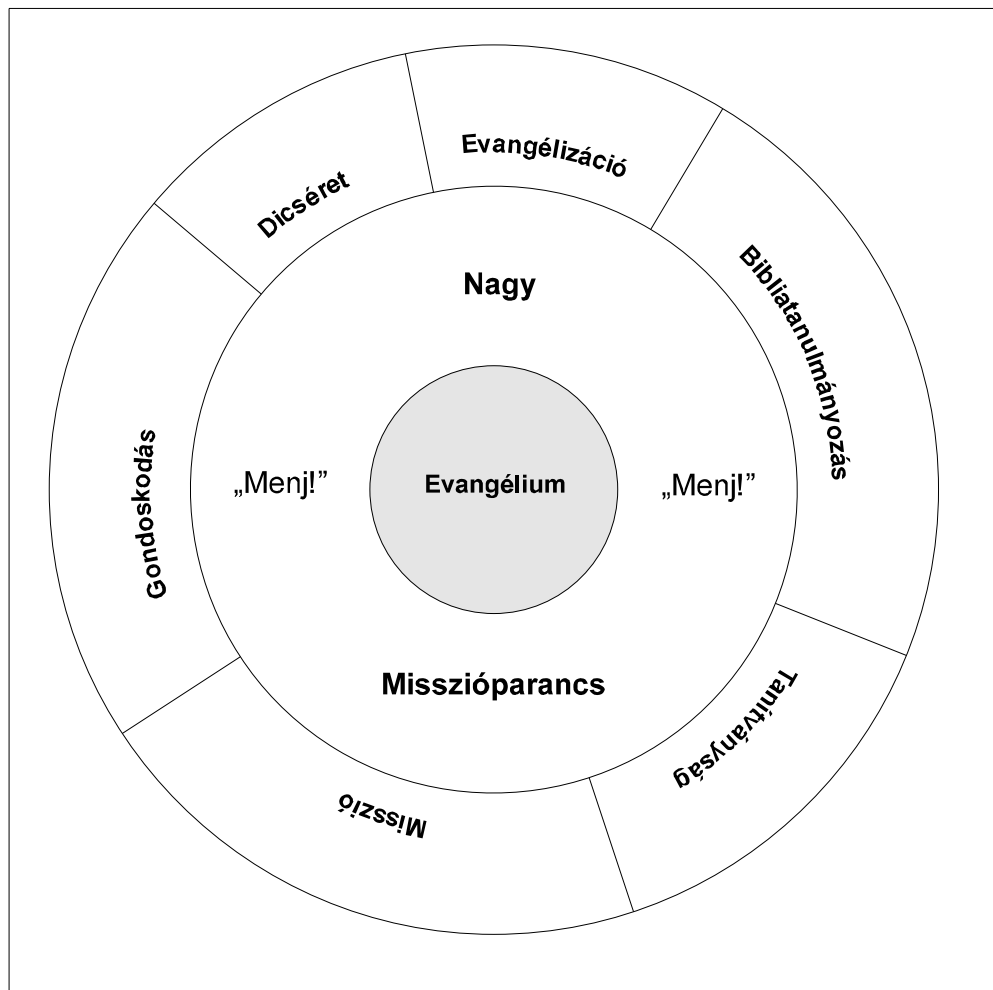 Evangélizáció
Dicséret
Bibliatanulmányozás
Nagy
Gondoskodás
„Menj!”
Evangélium
„Menj!”
Misszióparancs
Tanítványság
Misszió